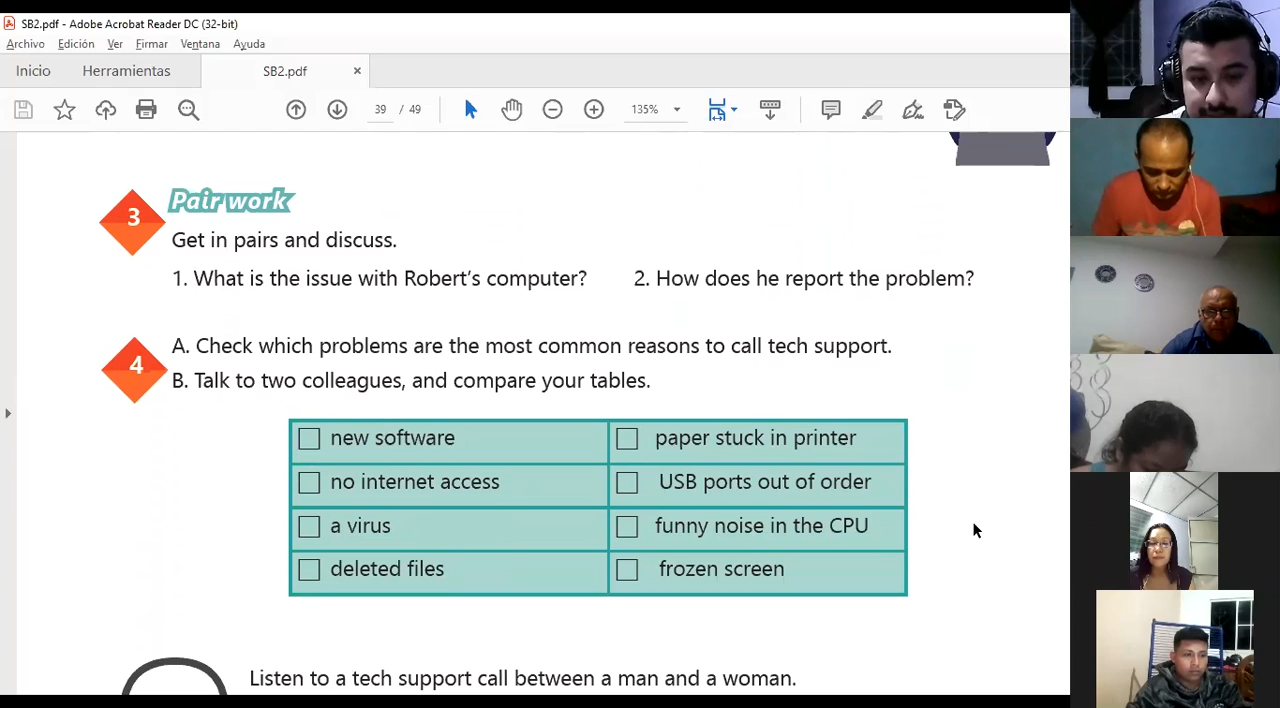 SB2.pdf - Adobe Acrobat Reader DC (32-bit)
Archivo Edición Ver Firmar Ventana Ayuda
Inicio Herramientas SB2.pdf ×
39 / 49 135%
Pair work
3
Get in pairs and discuss.
1. What is the issue with Robert's computer? 2. How does he report the problem?
A. Check which problems are the most common reasons to call tech support.
4
B. Talk to two colleagues, and compare your tables.
new software paper stuck in printer
no internet access USB ports out of order
a virus funny noise in the CPU
deleted files frozen screen
Listen to a tech support call between a man and a woman.